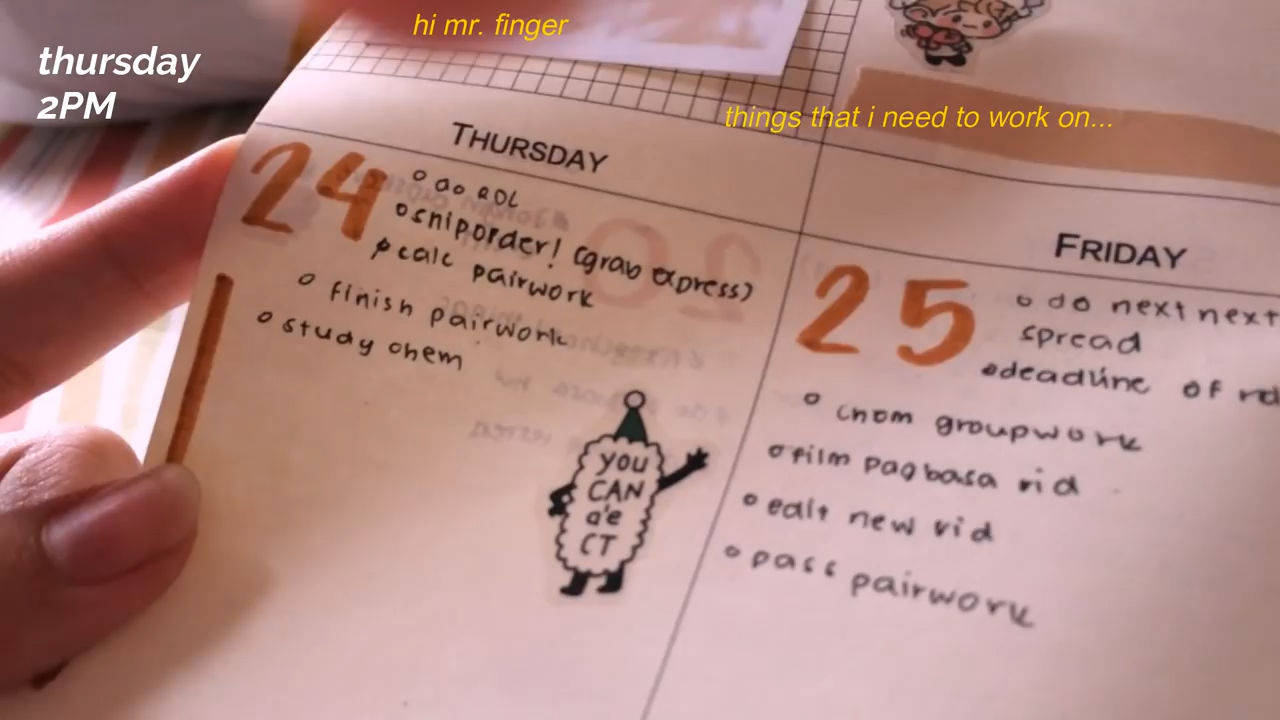 thursday
2PM
hi mr. finger
things that i need to work on...
THURSDAY
24
do RDL
snip order! (grab express)
calc pairwork
finish pairwork
study chem
you
CAN
CT
FRIDAY
25
do next next
spread
deadline of
chem groupwork
film pagbasa vid
edit new vid
pass pairwork